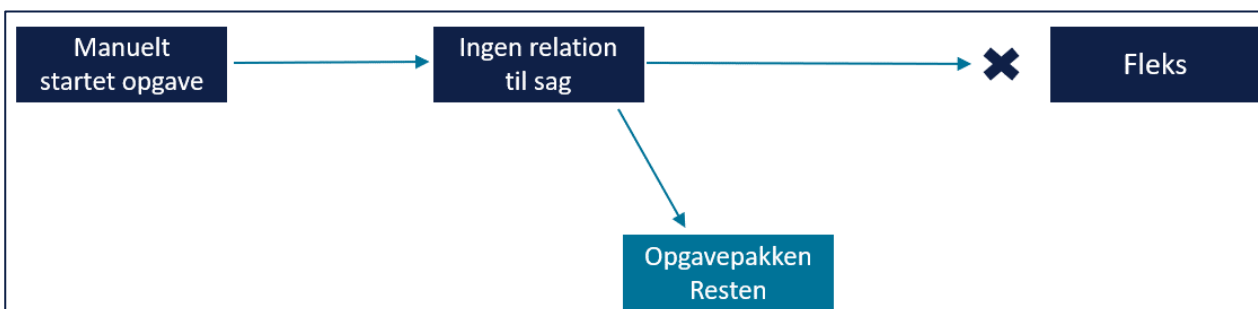 Manuelt
startet opgave
Ingen relation
til sag
Fleks
Opgavepakken
Resten